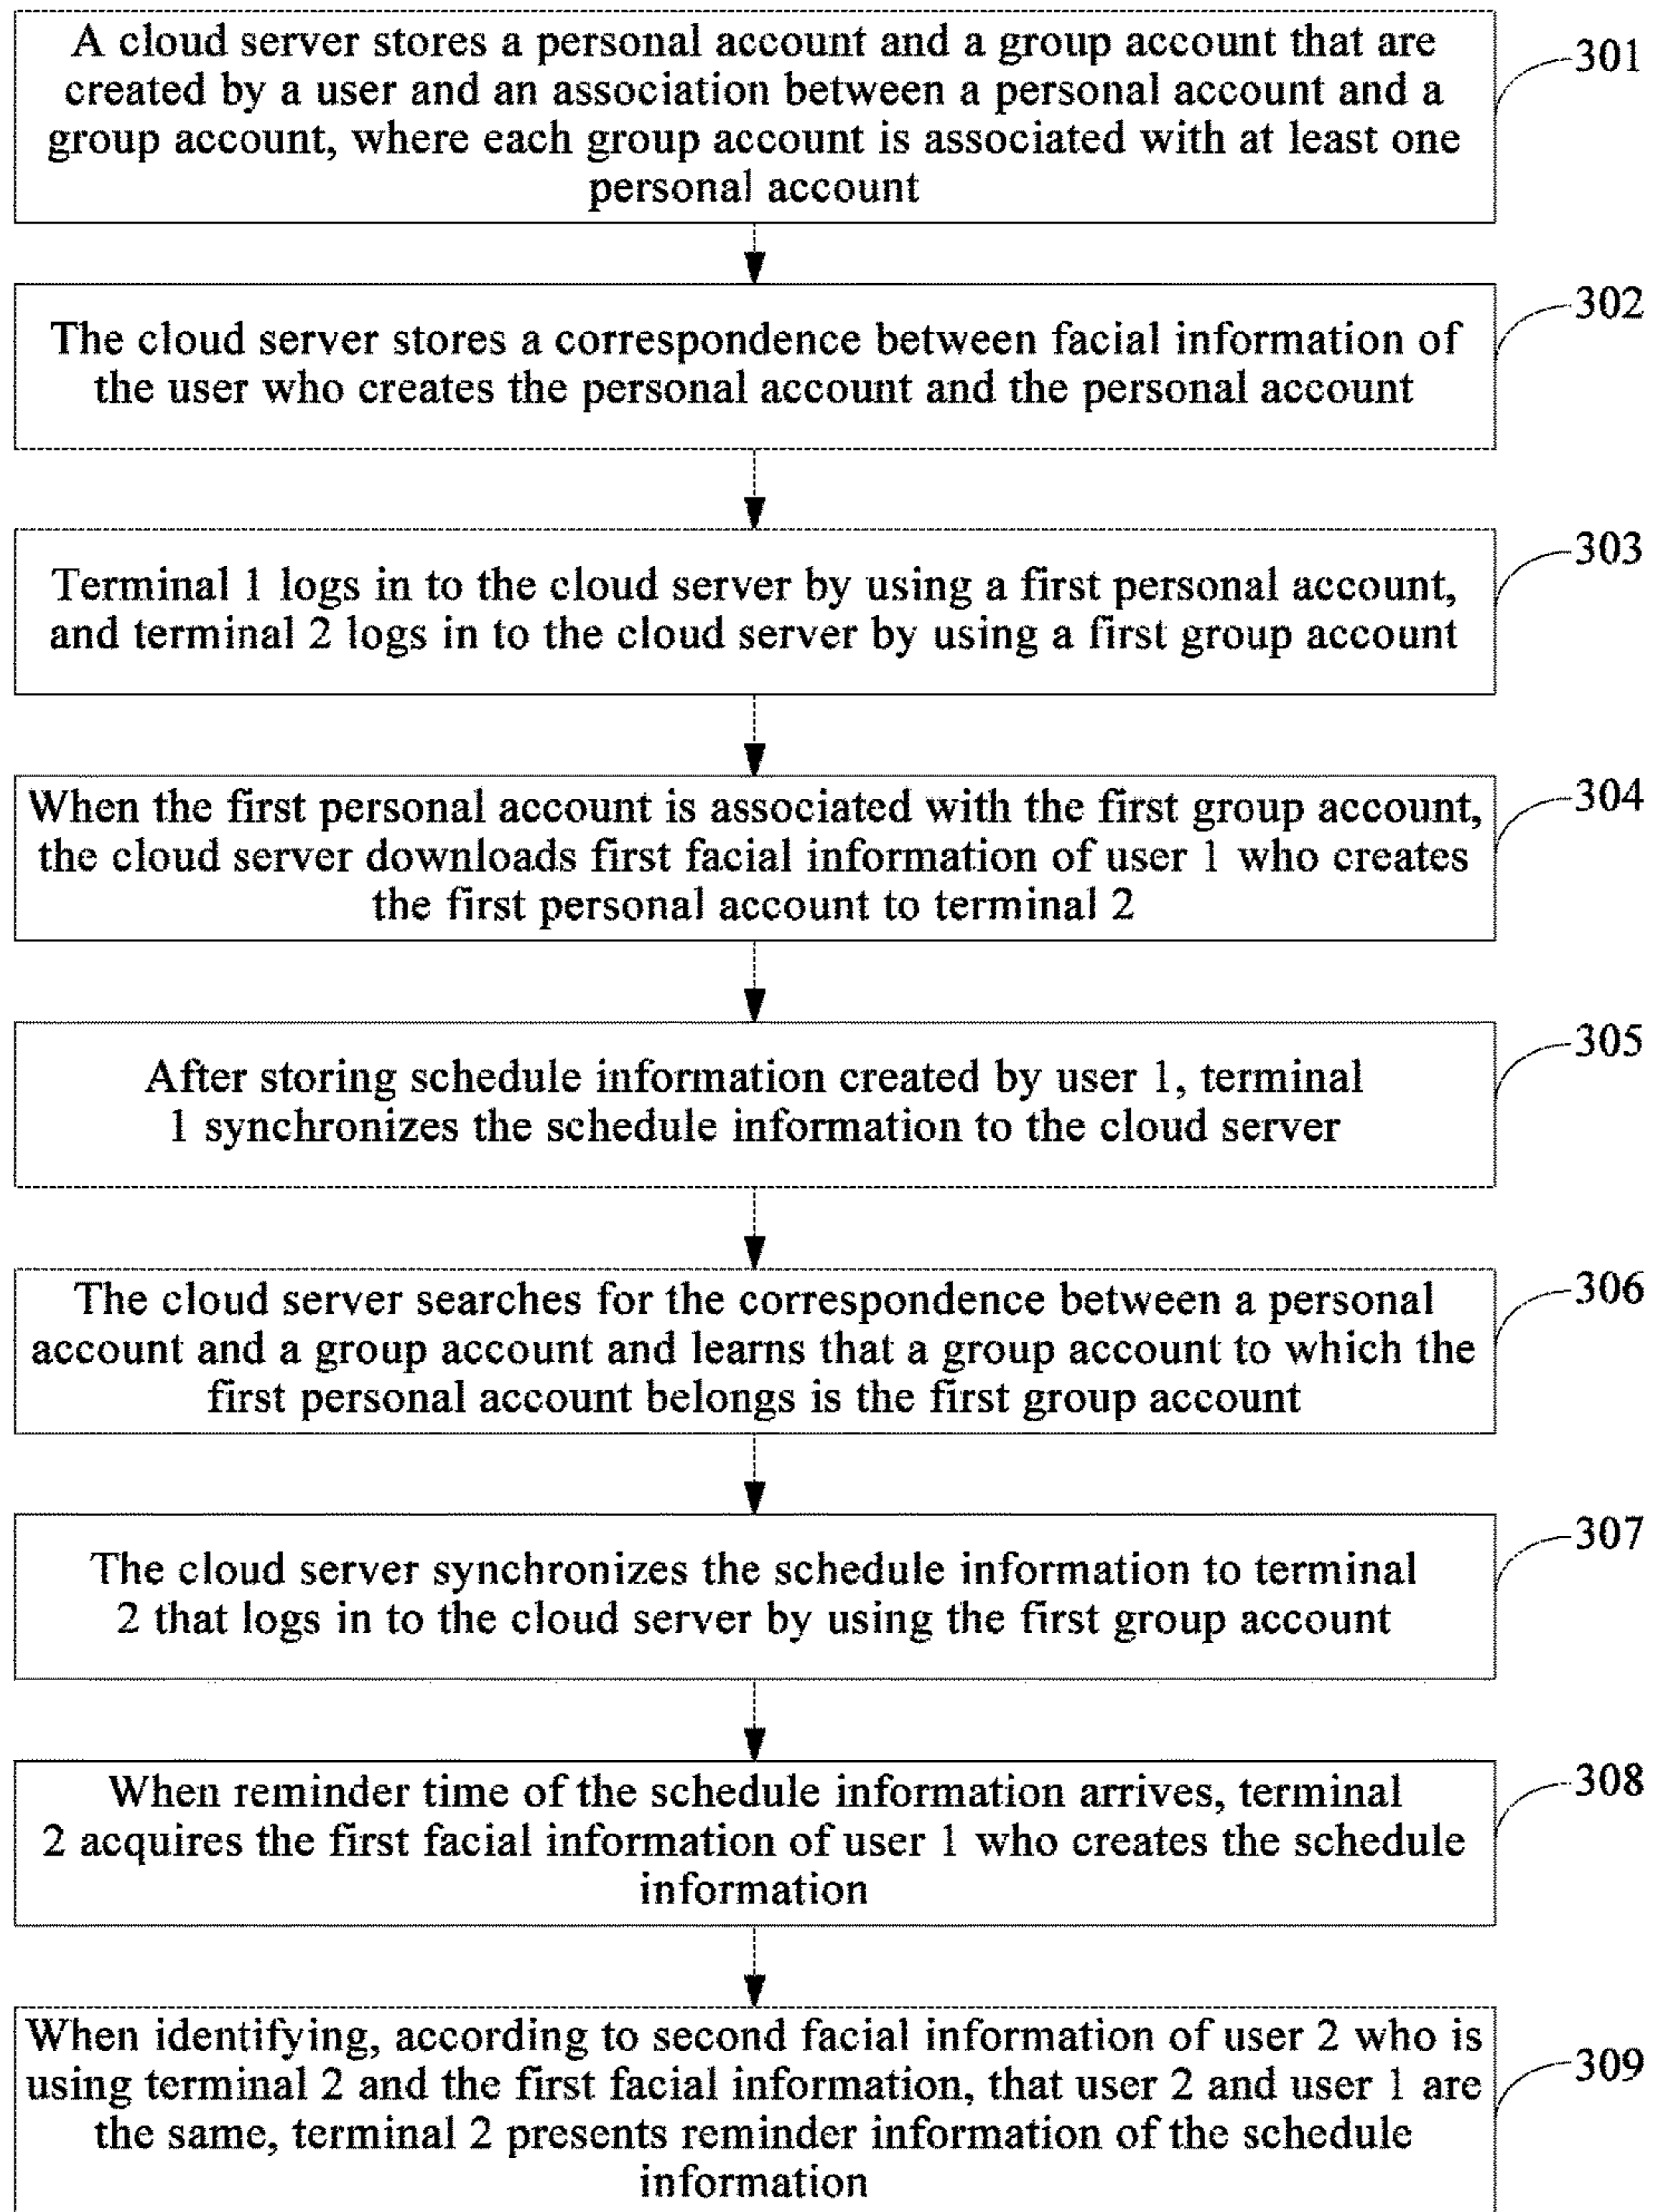 A cloud server stores a personal account and a group account that are
created by a user and an association between a personal account and a
group account, where each group account is associated with at least one
personal account
301
The cloud server stores a correspondence between facial information of
the user who creates the personal account and the personal account
302
Terminal 1 logs in to the cloud server by using a first personal account,
and terminal 2 logs in to the cloud server by using a first group account
303
When the first personal account is associated with the first group account,
the cloud server downloads first facial information of user 1 who creates
the first personal account to terminal 2
304
After storing schedule information created by user 1, terminal
1 synchronizes the schedule information to the cloud server
305
The cloud server searches for the correspondence between a personal
account and a group account and learns that a group account to which the
first personal account belongs is the first group account
306
The cloud server synchronizes the schedule information to terminal
2 that logs in to the cloud server by using the first group account
307
When reminder time of the schedule information arrives, terminal
2 acquires the first facial information of user 1 who creates the schedule
information
308
When identifying, according to second facial information of user 2 who is
using terminal 2 and the first facial information, that user 2 and user 1 are
the same, terminal 2 presents reminder information of the schedule
information
309